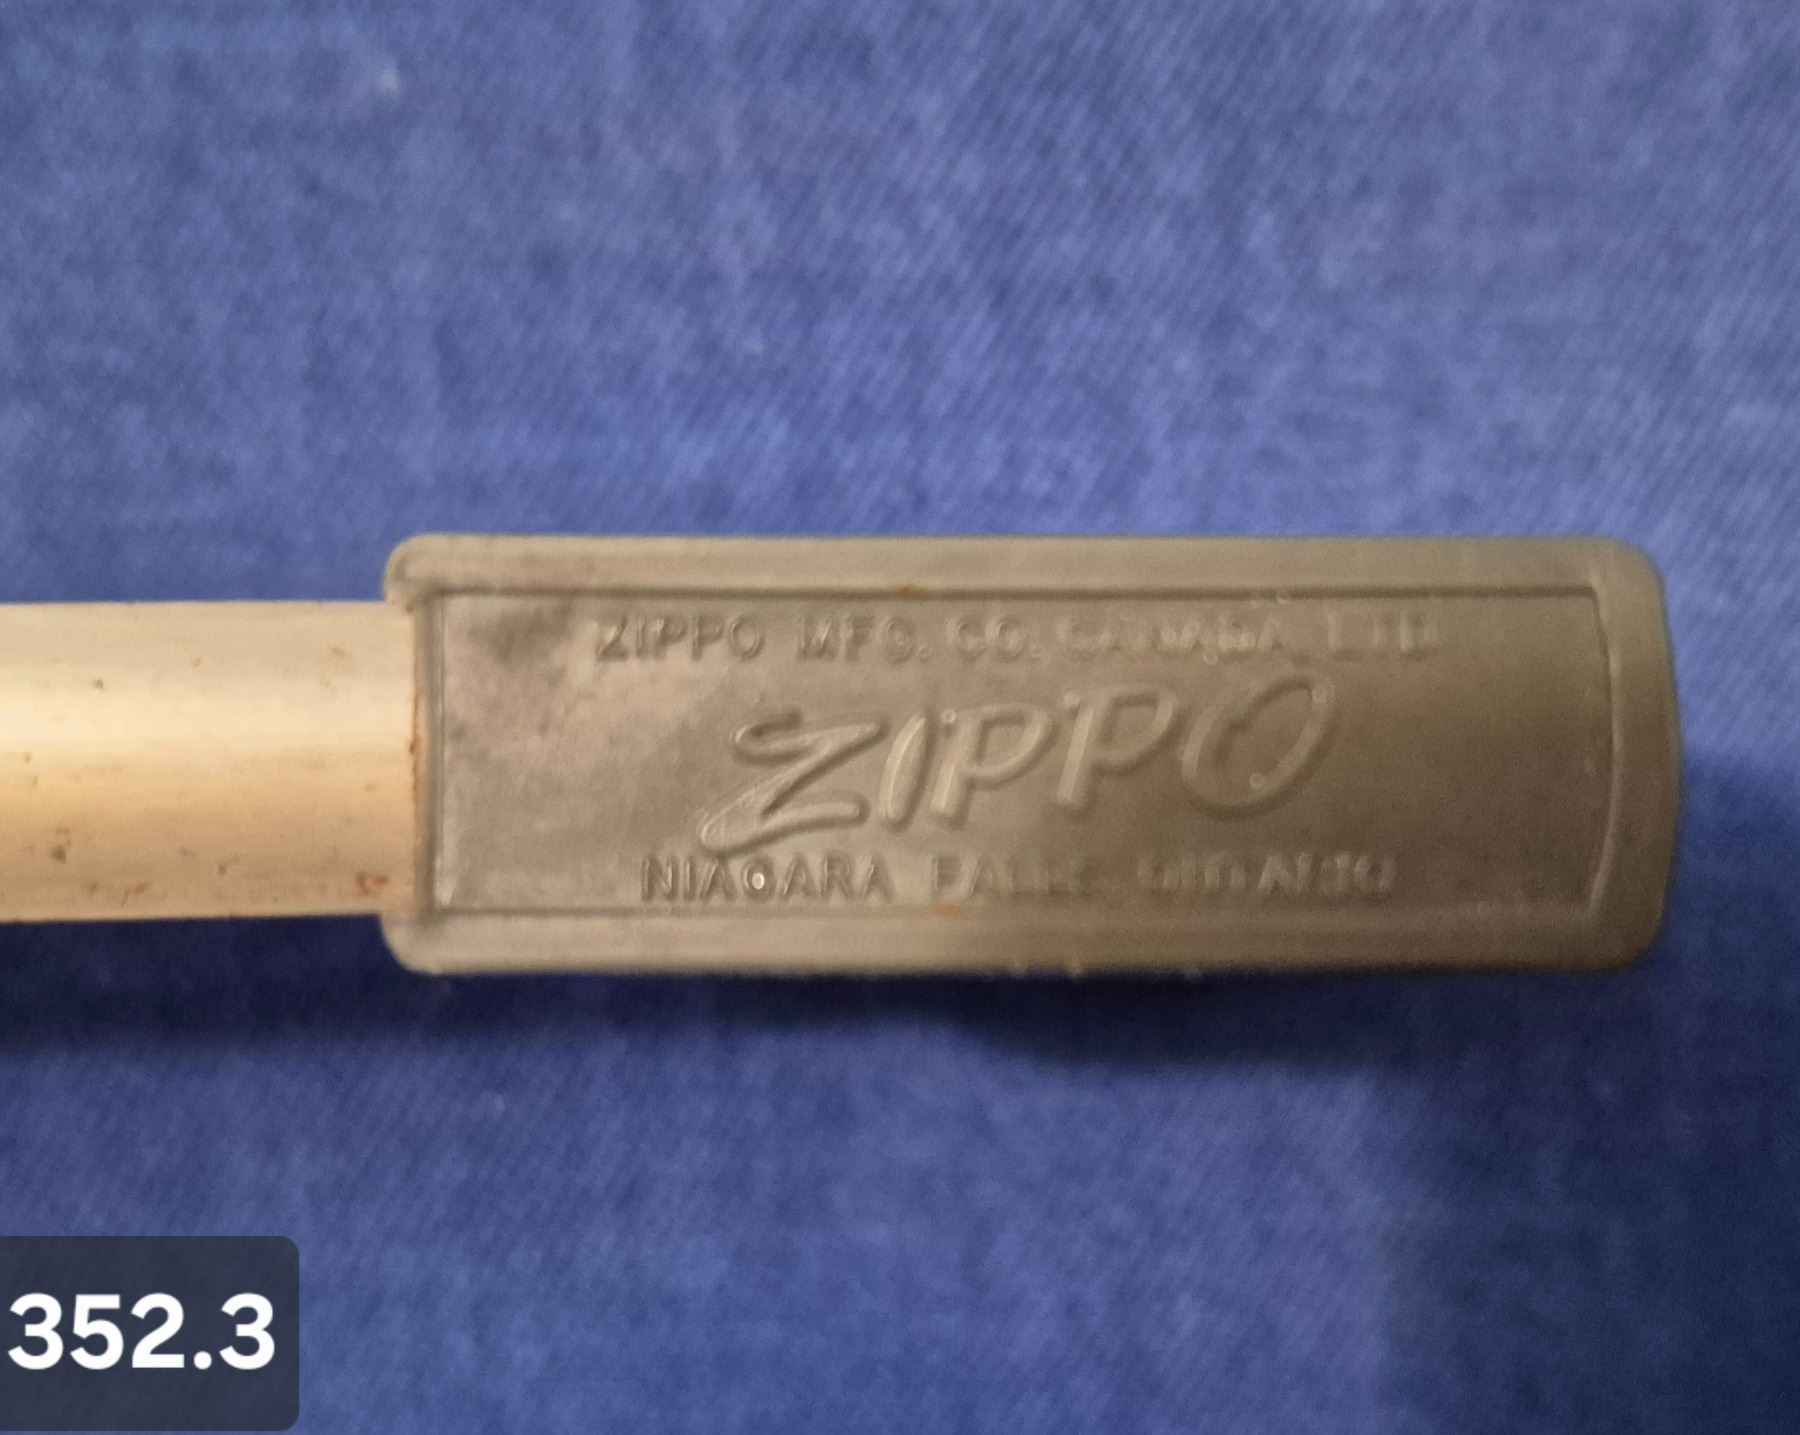 ZIPPO MFG. CO. CANADA, LTD.
ZIPPO
NIAGARA FALLS ONTARIO
352.3